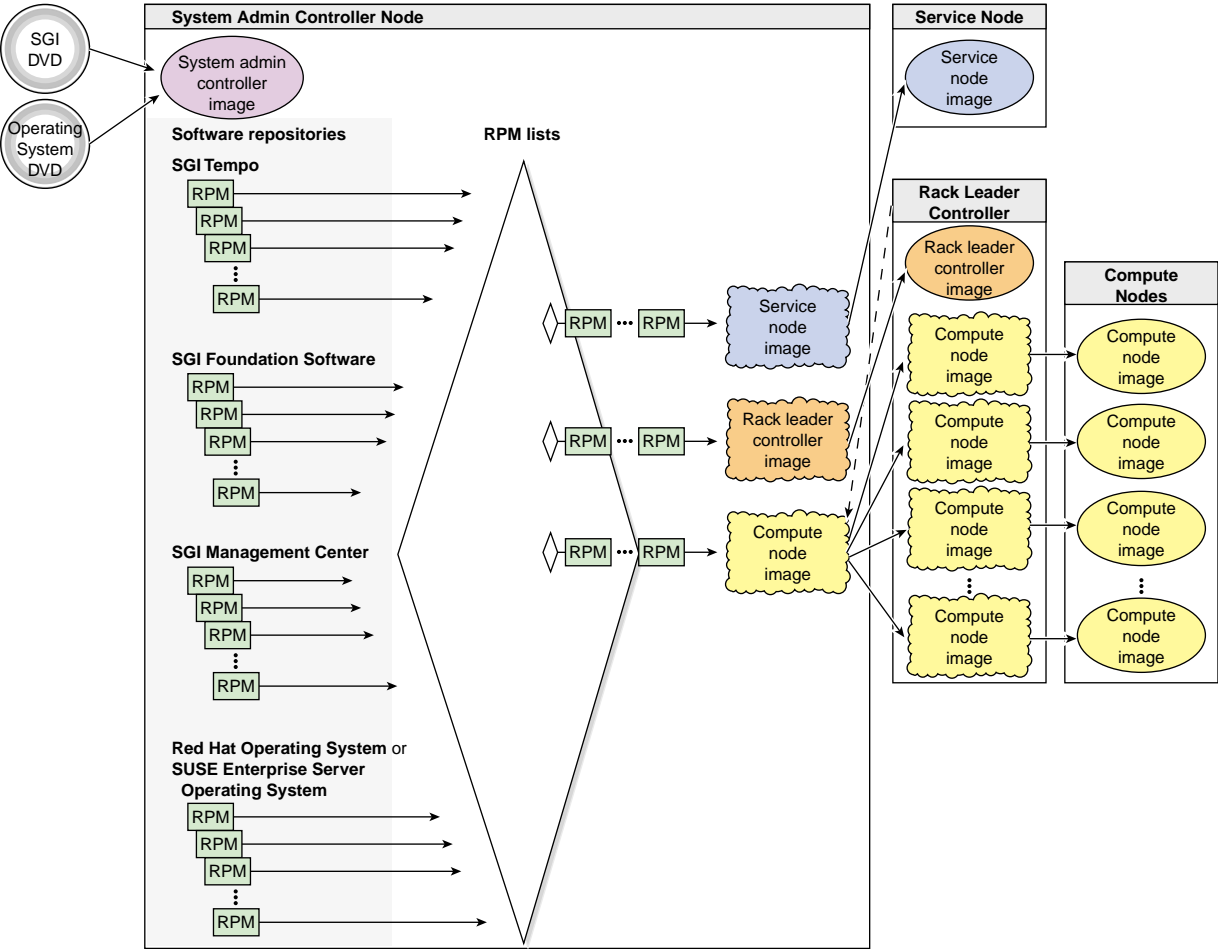 SGI
DVD
Operating
System
DVD
System Admin Controller Node
System admin
controller
image
Software repositories
SGI Tempo
RPM
RPM
RPM
RPM
SGI Foundation Software
RPM
RPM
RPM
RPM
SGI Management Center
RPM
RPM
RPM
RPM
Red Hat Operating System or
SUSE Enterprise Server
Operating System
RPM
RPM
RPM
RPM
RPM lists
RPM ••• RPM
Service
node
image
RPM ••• RPM
Rack leader
controller
image
RPM ••• RPM
Compute
node
image
Service Node
Service
node
image
Rack Leader
Controller
Rack leader
controller
image
Compute
node
image
Compute
node
image
Compute
node
image
Compute
node
image
Compute
Nodes
Compute
node
image
Compute
node
image
Compute
node
image
Compute
node
image